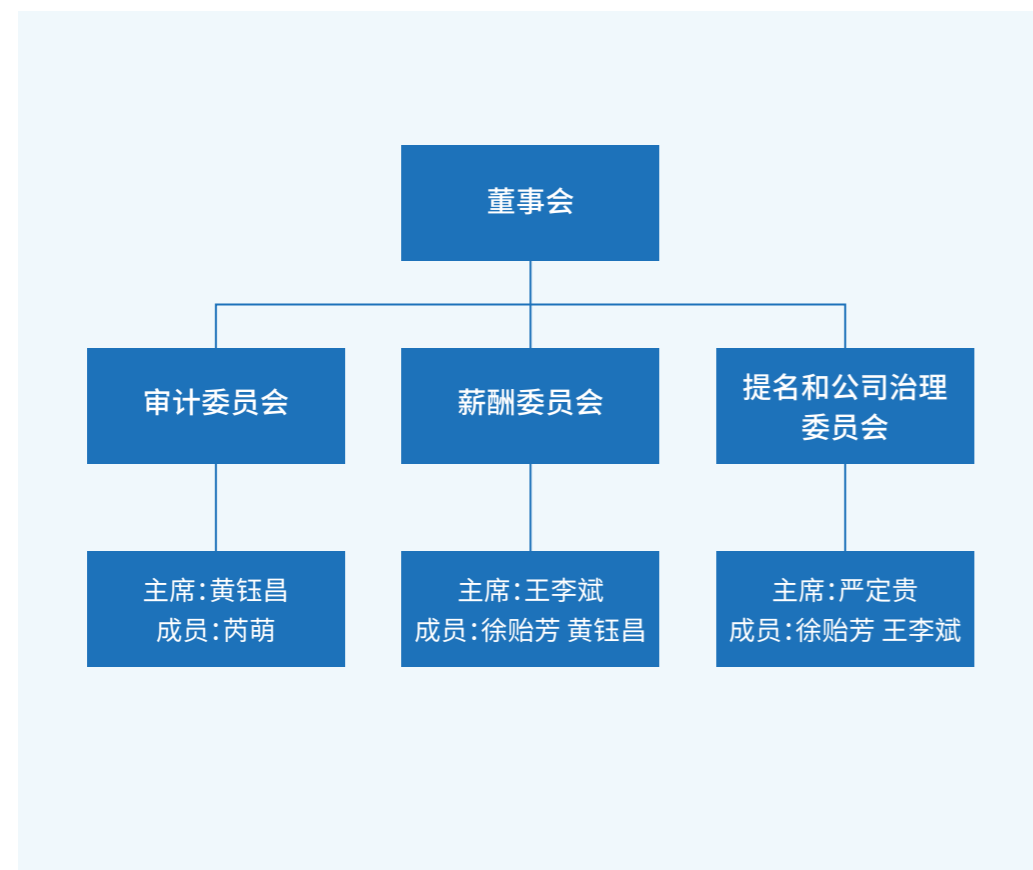 董事会
审计委员会
薪酬委员会
提名和公司治理
委员会
主席：黄钰昌
成员：芮萌
主席：王李斌
成员：徐贻芳 黄钰昌
主席：严定贵
成员：徐贻芳 王李斌